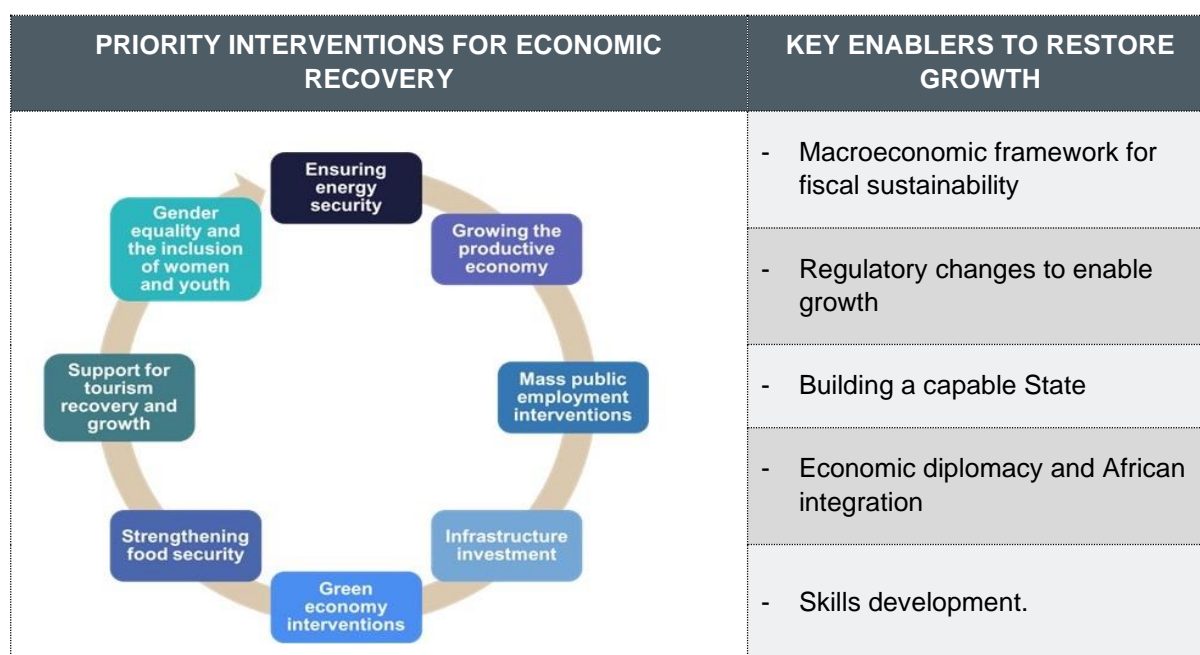 PRIORITY INTERVENTIONS FOR ECONOMIC
RECOVERY
KEY ENABLERS TO RESTORE
GROWTH
Ensuring
energy
security
Growing the
productive
economy
Mass public
employment
interventions
Infrastructure
investment
Green
economy
interventions
Strengthening
food security
Support for
tourism
recovery and
growth
Gender
equality and
the inclusion
of women
and youth
- Macroeconomic framework for
fiscal sustainability
- Regulatory changes to enable
growth
- Building a capable State
- Economic diplomacy and African
integration
- Skills development.